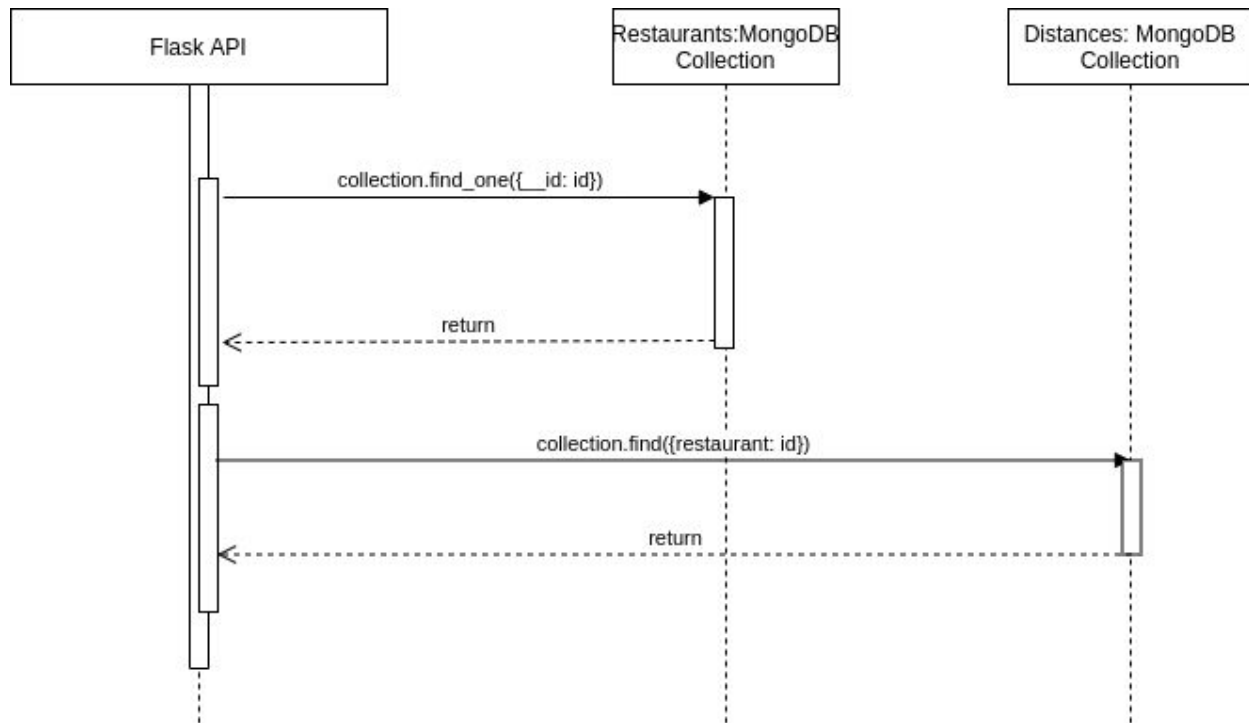 Flask API
Restaurants:MongoDB
Collection
Distances: MongoDB
Collection
collection.find_one({__id: id})
return
collection.find({restaurant: id})
return